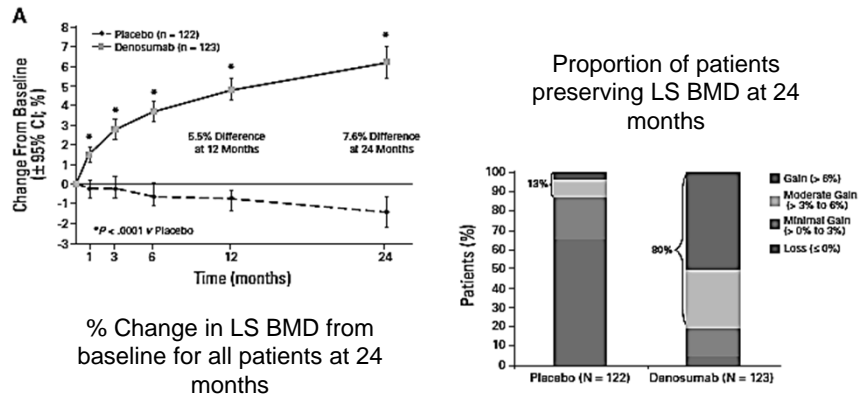 A
Placebo (n = 122)
Denosumab (n = 123)
Change From Baseline
(± 95% CI; %)
8
7
6
5
4
3
2
1
0
-1
-2
-3
*
*
*
*
*
5.5% Difference
at 12 Months
7.6% Difference
at 24 Months
*P < .0001 v Placebo
1
3
6
12
24
Time (months)
% Change in LS BMD from
baseline for all patients at 24
months
Proportion of patients
preserving LS BMD at 24
months
Patients (%)
100
90
80
70
60
50
40
30
20
10
0
13%
80%
Gain (> 6%)
Moderate Gain
(> 3% to 6%)
Minimal Gain
(> 0% to 3%)
Loss (≤ 0%)
Placebo (N = 122)
Denosumab (N = 123)